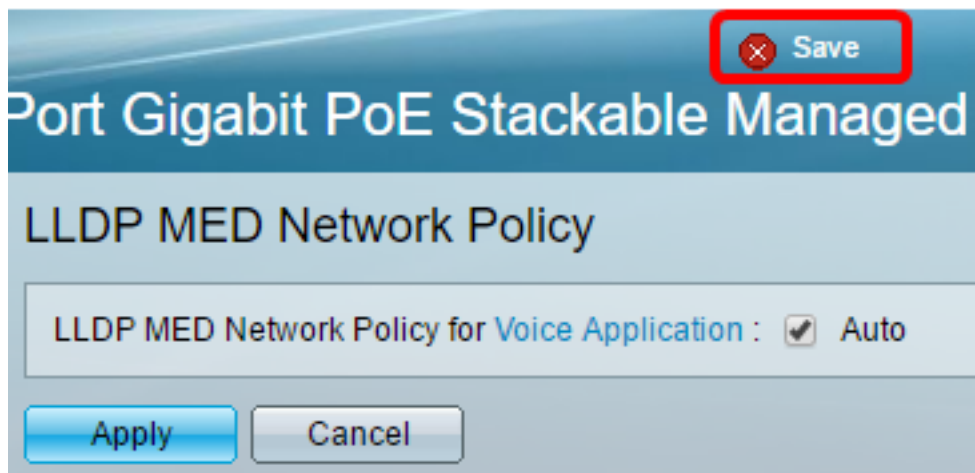 Save
Port Gigabit PoE Stackable Managed
LLDP MED Network Policy
LLDP MED Network Policy for Voice Application : Auto
Apply Cancel